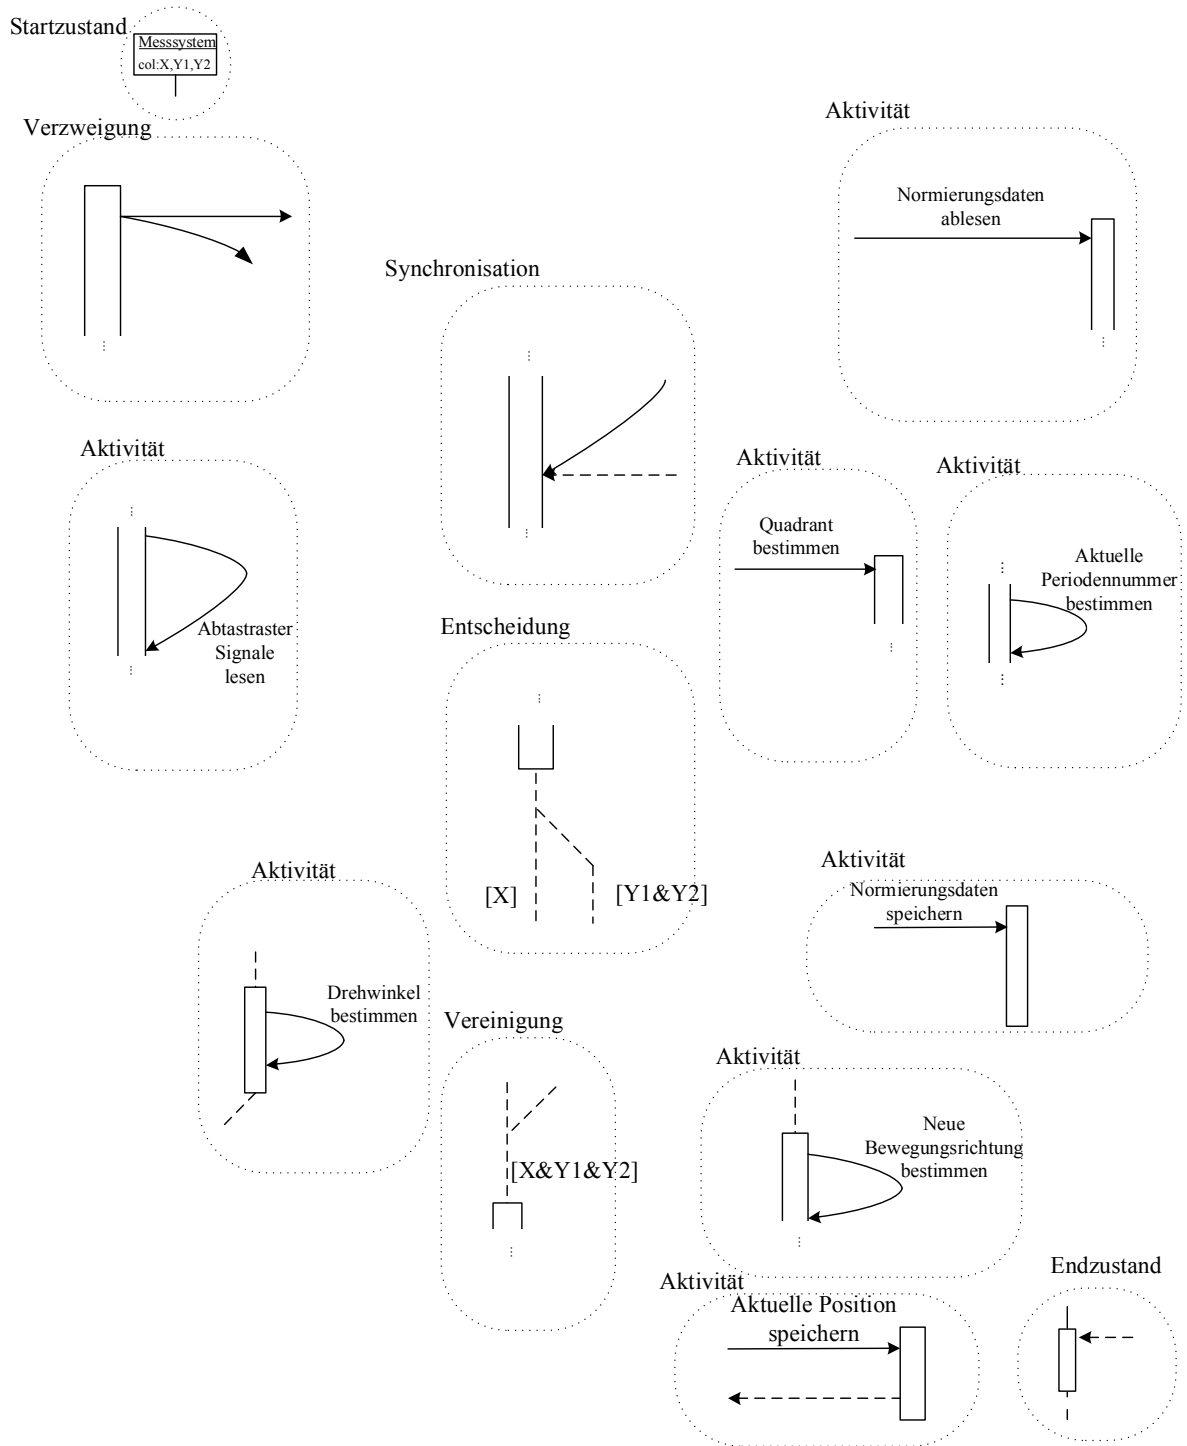 Startzustand
Messsystem
col:X,Y1,Y2
Verzweigung
Aktivität
Normierungsdaten
ablesen
Synchronisation
Aktivität
Abtastraster
Signale
lesen
Aktivität
Quadrant
bestimmen
Aktivität
Aktuelle
Periodennummer
bestimmen
Entscheidung
[X]
[Y1&Y2]
Aktivität
Normierungsdaten
speichern
Aktivität
Drehwinkel
bestimmen
Vereinigung
[X&Y1&Y2]
Aktivität
Neue
Bewegungsrichtung
bestimmen
Aktivität
Aktuelle Position
speichern
Endzustand